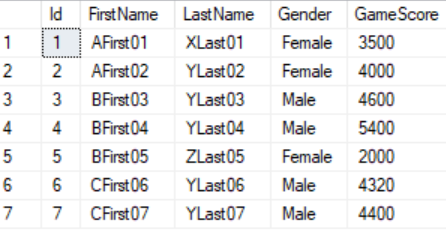 Id FirstName LastName Gender GameScore
1 1 AFirst01 XLast01 Female 3500
2 2 AFirst02 YLast02 Female 4000
3 3 BFirst03 YLast03 Male 4600
4 4 BFirst04 YLast04 Male 5400
5 5 BFirst05 ZLast05 Female 2000
6 6 CFirst06 YLast06 Male 4320
7 7 CFirst07 YLast07 Male 4400